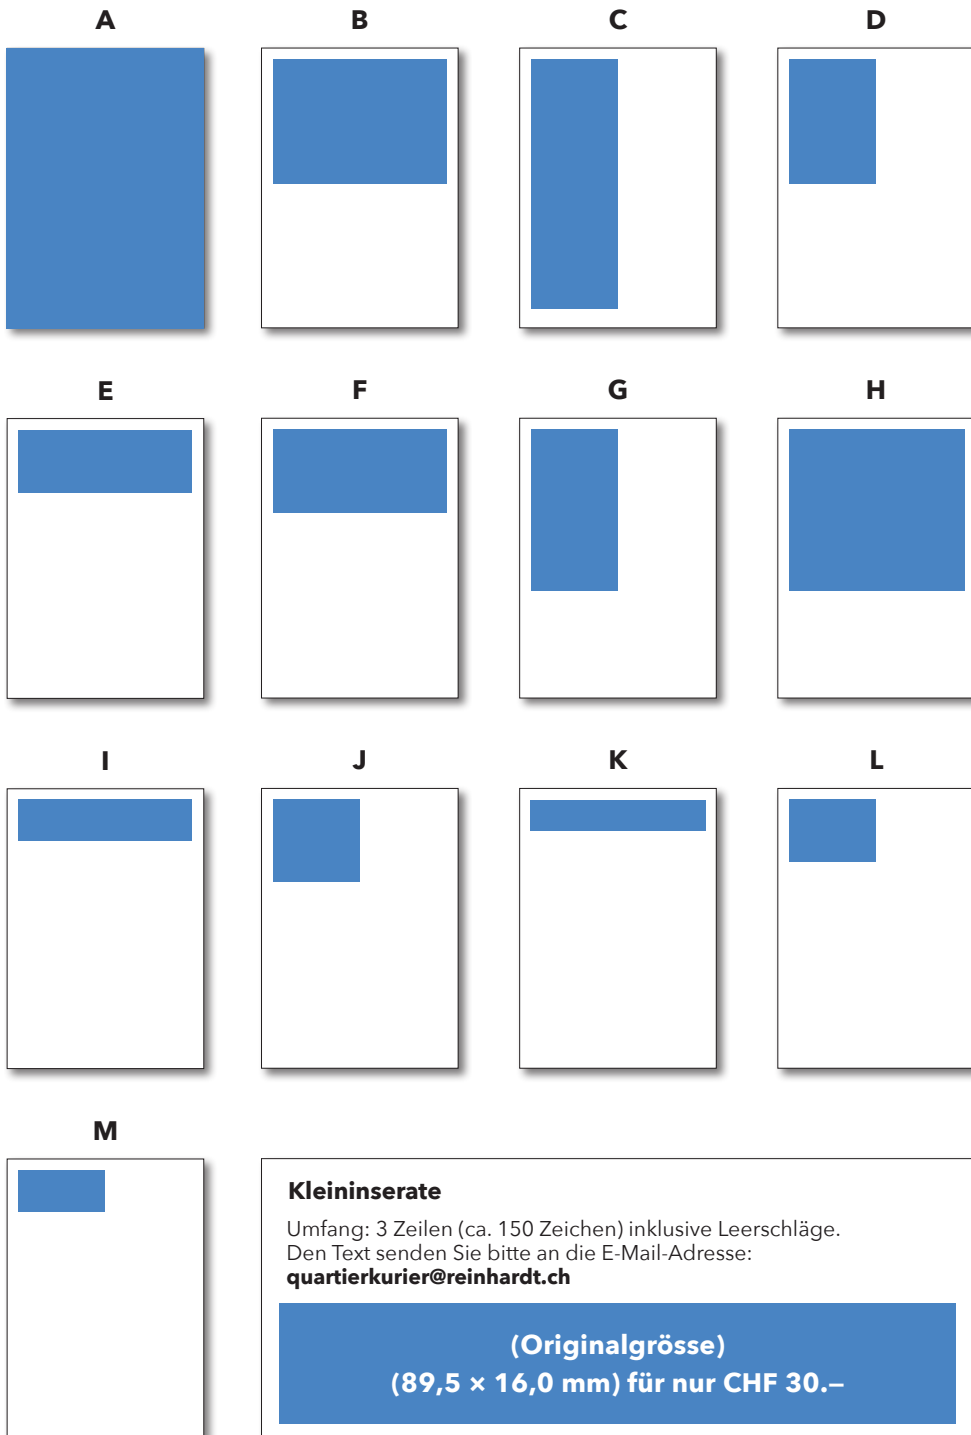 A B C D
E F G H
I J K L
M
Kleininserate
Umfang: 3 Zeilen (ca. 150 Zeichen) inklusive Leerschläge.
Den Text senden Sie bitte an die E-Mail-Adresse:
quartierkurier@reinhardt.ch
(Originalgrösse)
(89,5 × 16,0 mm) für nur CHF 30.–